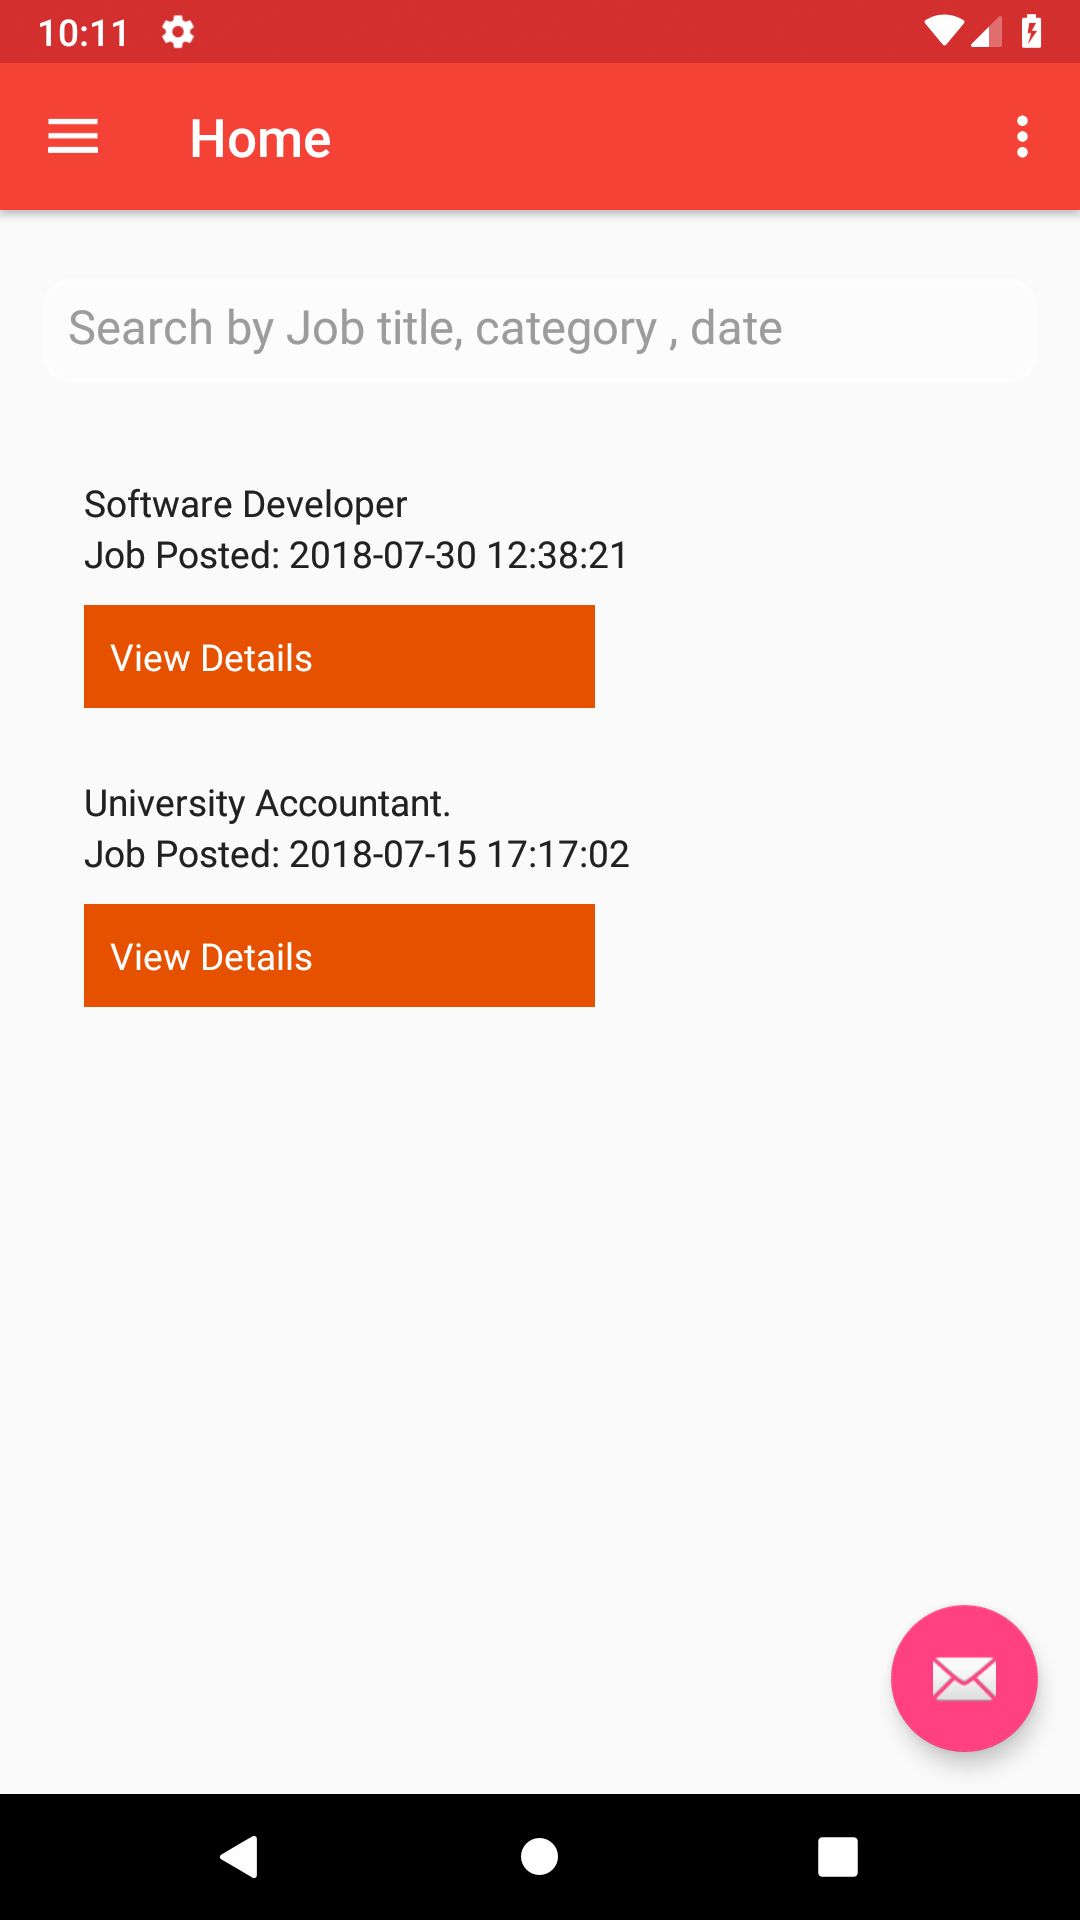 10:11
Home
Search by Job title, category , date
Software Developer
Job Posted: 2018-07-30 12:38:21
View Details
University Accountant.
Job Posted: 2018-07-15 17:17:02
View Details